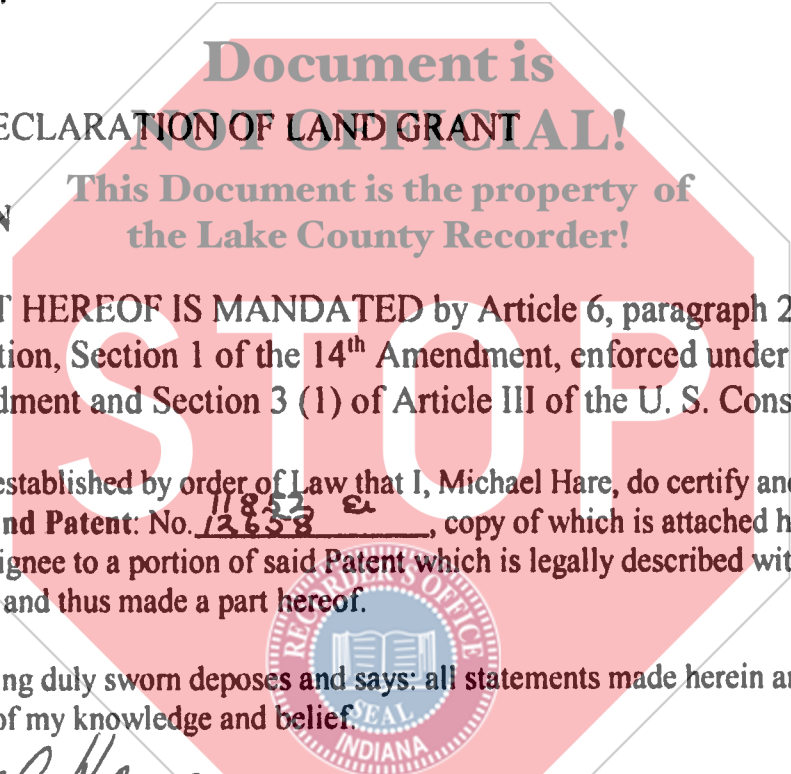 Document is
ECLARATION OF LAND GRANT
NOT OFFICIAL!
This Document is the property of
N
the Lake County Recorder!
T HEREOF IS MANDATED by Article 6, paragraph 2
tion, Section 1 of the 14th Amendment, enforced under
dment and Section 3 (1) of Article III of the U. S. Cons
STOP
established by order of Law that I, Michael Hare, do certify and
11852 &
nd Patent: No. 12658, copy of which is attached h
ignee to a portion of said Patent which is legally described wit
and thus made a part hereof.
RECORDER'S OFFICE
ng duly sworn deposes and says: all statements made herein ar
of my knowledge and belief.
SEAL
INDIANA